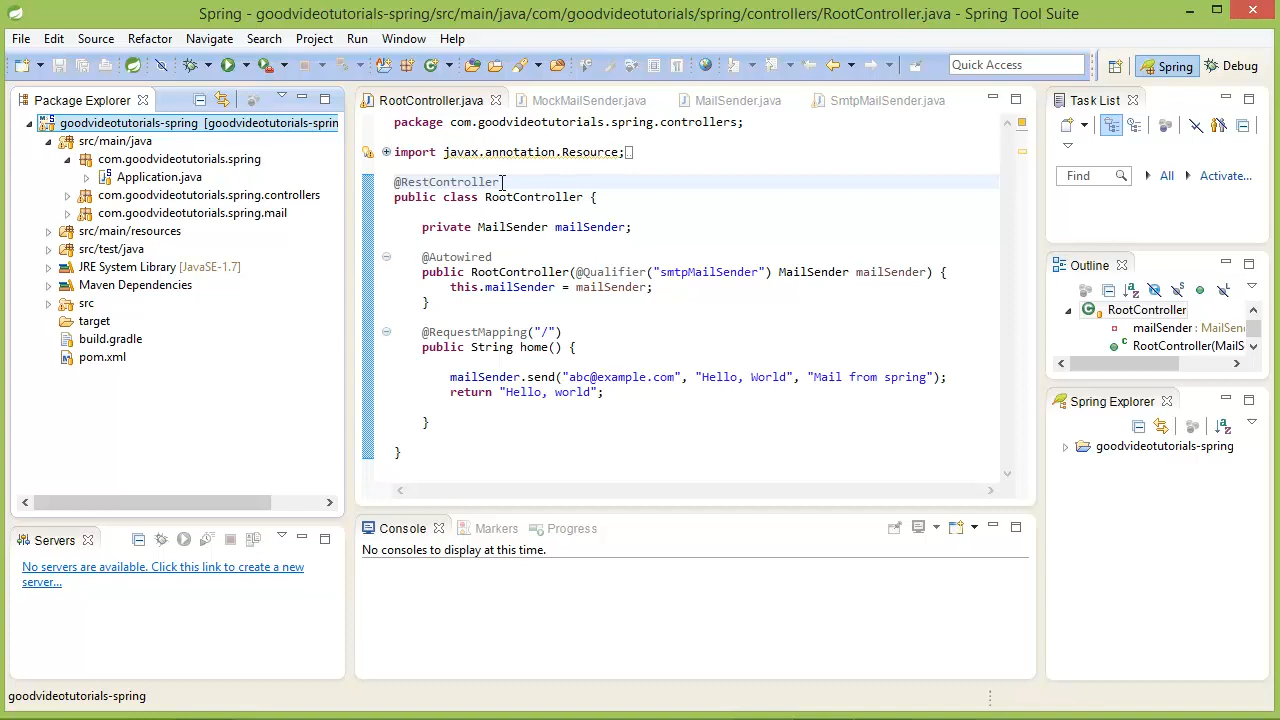 Spring - goodvideotutorials-spring/src/main/java/com/goodvideotutorials/spring/controllers/RootController.java - Spring Tool Suite
File Edit Source Refactor Navigate Search Project Run Window Help
Quick Access
Spring
Debug
Package Explorer
goodvideotutorials-spring [goodvideotutorials-sprin
src/main/java
com.goodvideotutorials.spring
Application.java
com.goodvideotutorials.spring.controllers
com.goodvideotutorials.spring.mail
src/main/resources
src/test/java
JRE System Library [JavaSE-1.7]
Maven Dependencies
src
target
build.gradle
pom.xml
Servers
No servers are available. Click this link to create a new
server...
RootController.java MockMailSender.java MailSender.java SmtpMailSender.java
package com.goodvideotutorials.spring.controllers;
import javax.annotation.Resource;
@RestController
public class RootController {
private MailSender mailSender;
@Autowired
public RootController(@Qualifier("smtpMailSender") MailSender mailSender) {
this.mailSender = mailSender;
}
@RequestMapping("/")
public String home() {
mailSender.send("abc@example.com", "Hello, World", "Mail from spring");
return "Hello, world";
}
}
Console Markers Progress
No consoles to display at this time.
Task List
Find All Activate...
Outline
RootController
mailSender : MailSen
RootController(MailS
Spring Explorer
goodvideotutorials-spring
goodvideotutorials-spring